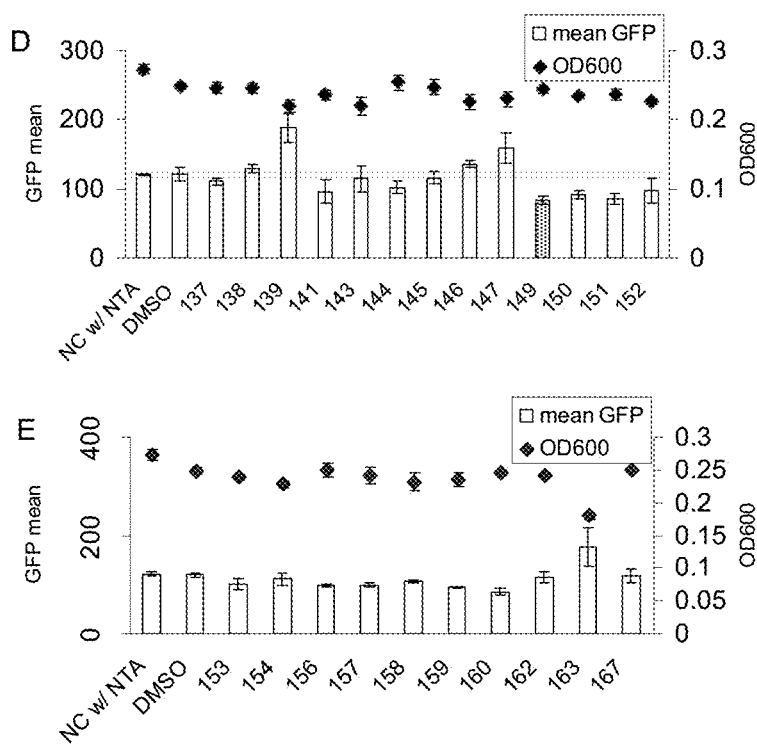 D
mean GFP
OD600
300
200
100
0
GFP mean
0.3
0.2
0.1
0
OD600
NC w/ NTA
DMSO
137
138
139
141
143
144
145
146
147
149
150
151
152
E
mean GFP
OD600
400
200
0
GFP mean
0.3
0.25
0.2
0.15
0.1
0.05
0
OD600
NC w/ NTA
DMSO
153
154
156
157
158
159
160
162
163
167